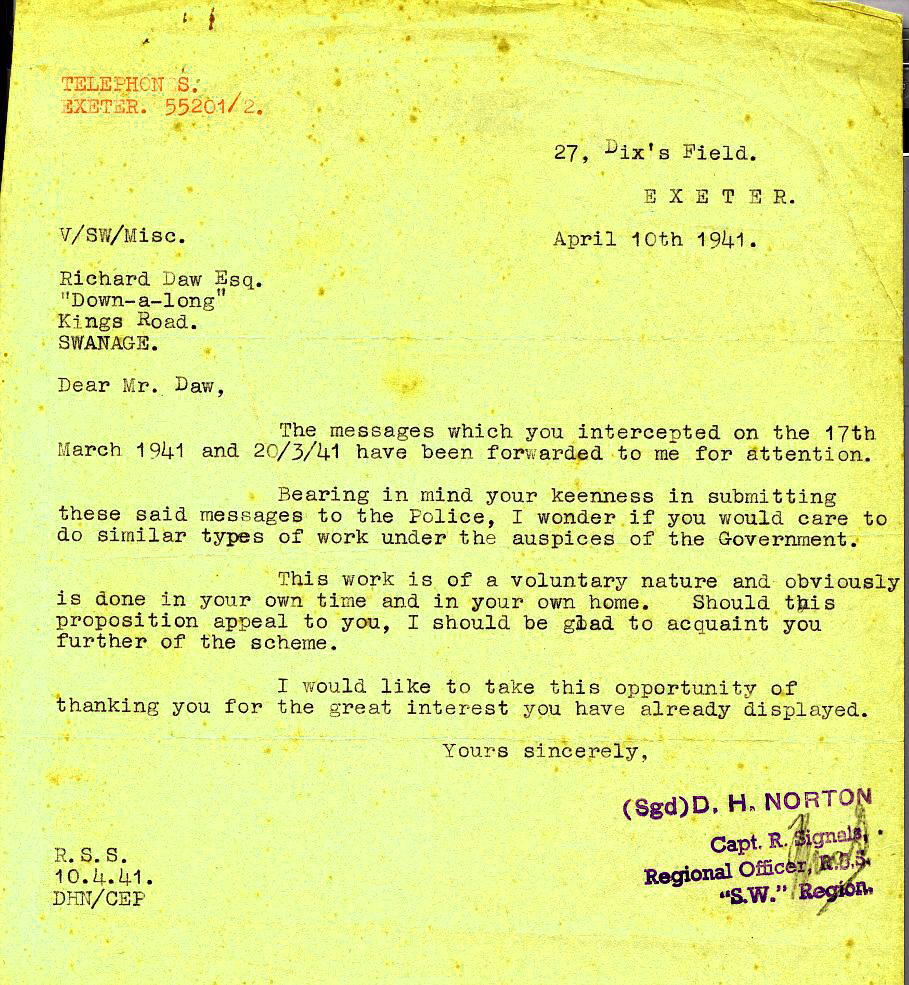 TELEPHON S.
EXETER. 55201/2.
27, Dix's Field.
E X E T E R.
V/SW/Misc.
April 10th 1941.
Richard Daw Esq.
"Down-a-long"
Kings Road.
SWANAGE.
Dear Mr. Daw,
The messages which you intercepted on the 17th
March 1941 and 20/3/41 have been forwarded to me for attention.
Bearing in mind your keenness in submitting
these said messages to the Police, I wonder if you would care to
do similar types of work under the auspices of the Government.
This work is of a voluntary nature and obviously
is done in your own time and in your own home. Should this
proposition appeal to you, I should be glad to acquaint you
further of the scheme.
I would like to take this opportunity of
thanking you for the great interest you have already displayed.
Yours sincerely,
(Sgd)D. H. NORTON
Capt. R. Signals,
Regional Officer, R.S.S.
"S.W." Region.
R.S.S.
10.4.41.
DHN/CEP